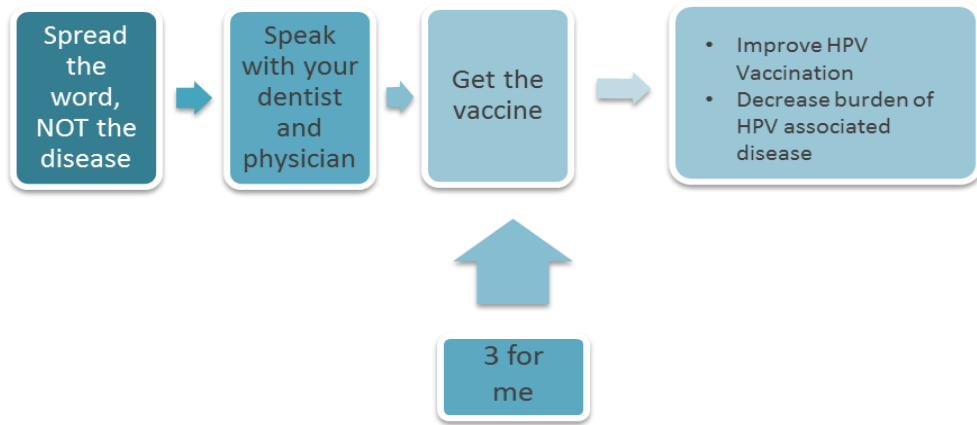 Spread
the
word,
NOT the
disease
Speak
with your
dentist
and
physician
Get the
vaccine
• Improve HPV
Vaccination
• Decrease burden of
HPV associated
disease
3 for
me